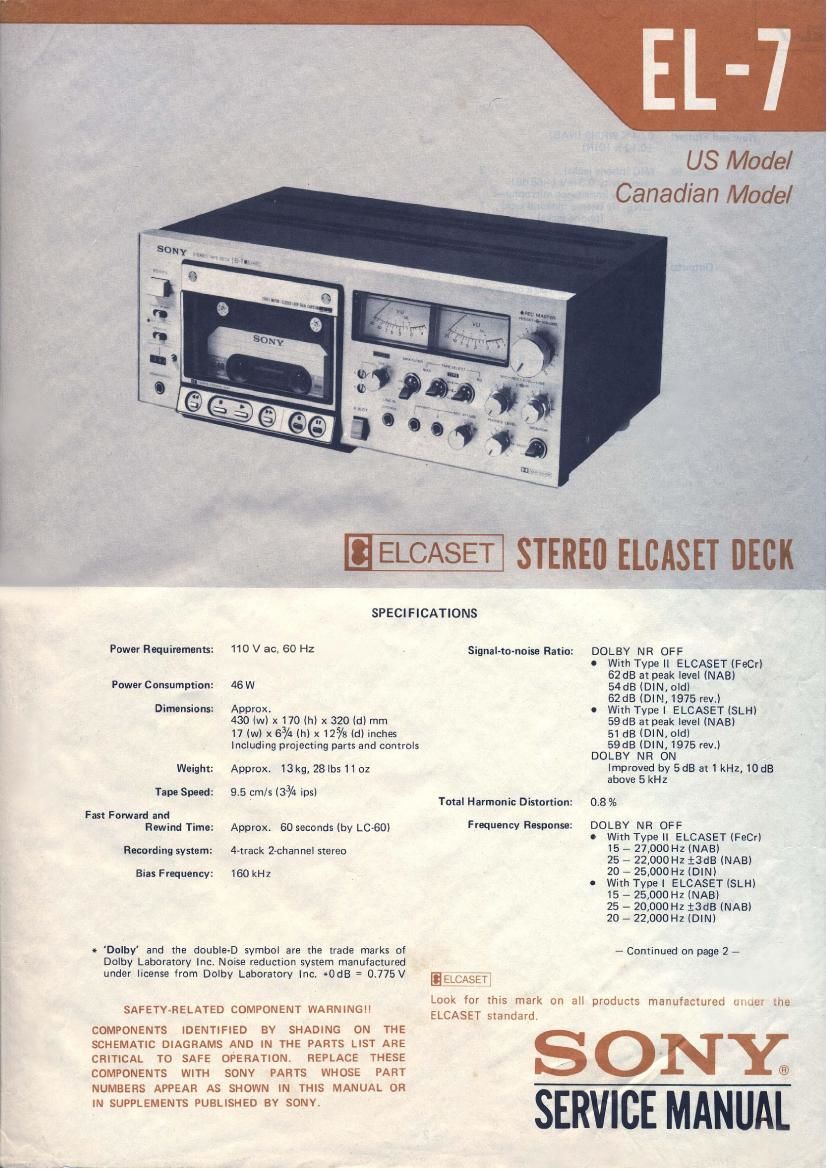 EL-7
US Model
Canadian Model
SONY
SONY
VU
VU
REC MASTER
ELCASET STEREO ELCASET DECK
SPECIFICATIONS
Power Requirements: 110 V ac, 60 Hz
Power Consumption: 46 W
Dimensions: Approx.
430 (w) x 170 (h) x 320 (d) mm
17 (w) x 6¾ (h) x 12⅝ (d) inches
Including projecting parts and controls
Weight: Approx. 13 kg, 28 lbs 11 oz
Tape Speed: 9.5 cm/s (3¾ ips)
Fast Forward and
Rewind Time: Approx. 60 seconds (by LC-60)
Recording system: 4-track 2-channel stereo
Bias Frequency: 160 kHz
Signal-to-noise Ratio: DOLBY NR OFF
● With Type II ELCASET (FeCr)
62 dB at peak level (NAB)
54 dB (DIN, old)
62 dB (DIN, 1975 rev.)
● With Type I ELCASET (SLH)
59 dB at peak level (NAB)
51 dB (DIN, old)
59 dB (DIN, 1975 rev.)
DOLBY NR ON
Improved by 5 dB at 1 kHz, 10 dB
above 5 kHz
Total Harmonic Distortion: 0.8 %
Frequency Response: DOLBY NR OFF
● With Type II ELCASET (FeCr)
15 – 27,000 Hz (NAB)
25 – 22,000 Hz ±3 dB (NAB)
20 – 25,000 Hz (DIN)
● With Type I ELCASET (SLH)
15 – 25,000 Hz (NAB)
25 – 20,000 Hz ±3 dB (NAB)
20 – 22,000 Hz (DIN)
* 'Dolby' and the double-D symbol are the trade marks of
Dolby Laboratory Inc. Noise reduction system manufactured
under license from Dolby Laboratory Inc. *0 dB = 0.775 V
— Continued on page 2 —
SAFETY-RELATED COMPONENT WARNING!!
COMPONENTS IDENTIFIED BY SHADING ON THE
SCHEMATIC DIAGRAMS AND IN THE PARTS LIST ARE
CRITICAL TO SAFE OPERATION. REPLACE THESE
COMPONENTS WITH SONY PARTS WHOSE PART
NUMBERS APPEAR AS SHOWN IN THIS MANUAL OR
IN SUPPLEMENTS PUBLISHED BY SONY.
ELCASET
Look for this mark on all products manufactured under the
ELCASET standard.
SONY®
SERVICE MANUAL